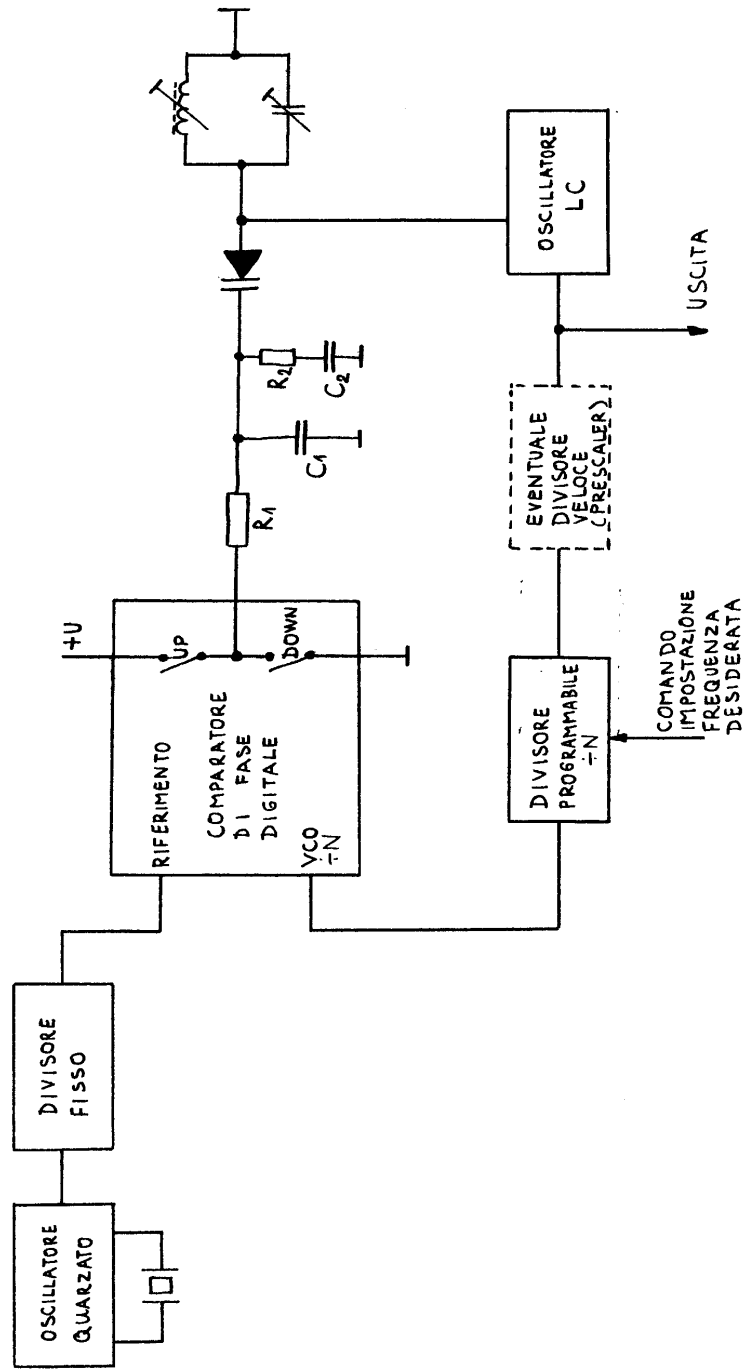 OSCILLATORE
QUARZATO
DIVISORE
FISSO
RIFERIMENTO
COMPARATORE
DI FASE
DIGITALE
VCO
÷N
+U
UP
DOWN
R1
C1
R2
C2
OSCILLATORE
LC
USCITA
EVENTUALE
DIVISORE
VELOCE
(PRESCALER)
DIVISORE
PROGRAMMABILE
÷N
COMANDO
IMPOSTAZIONE
FREQUENZA
DESIDERATA